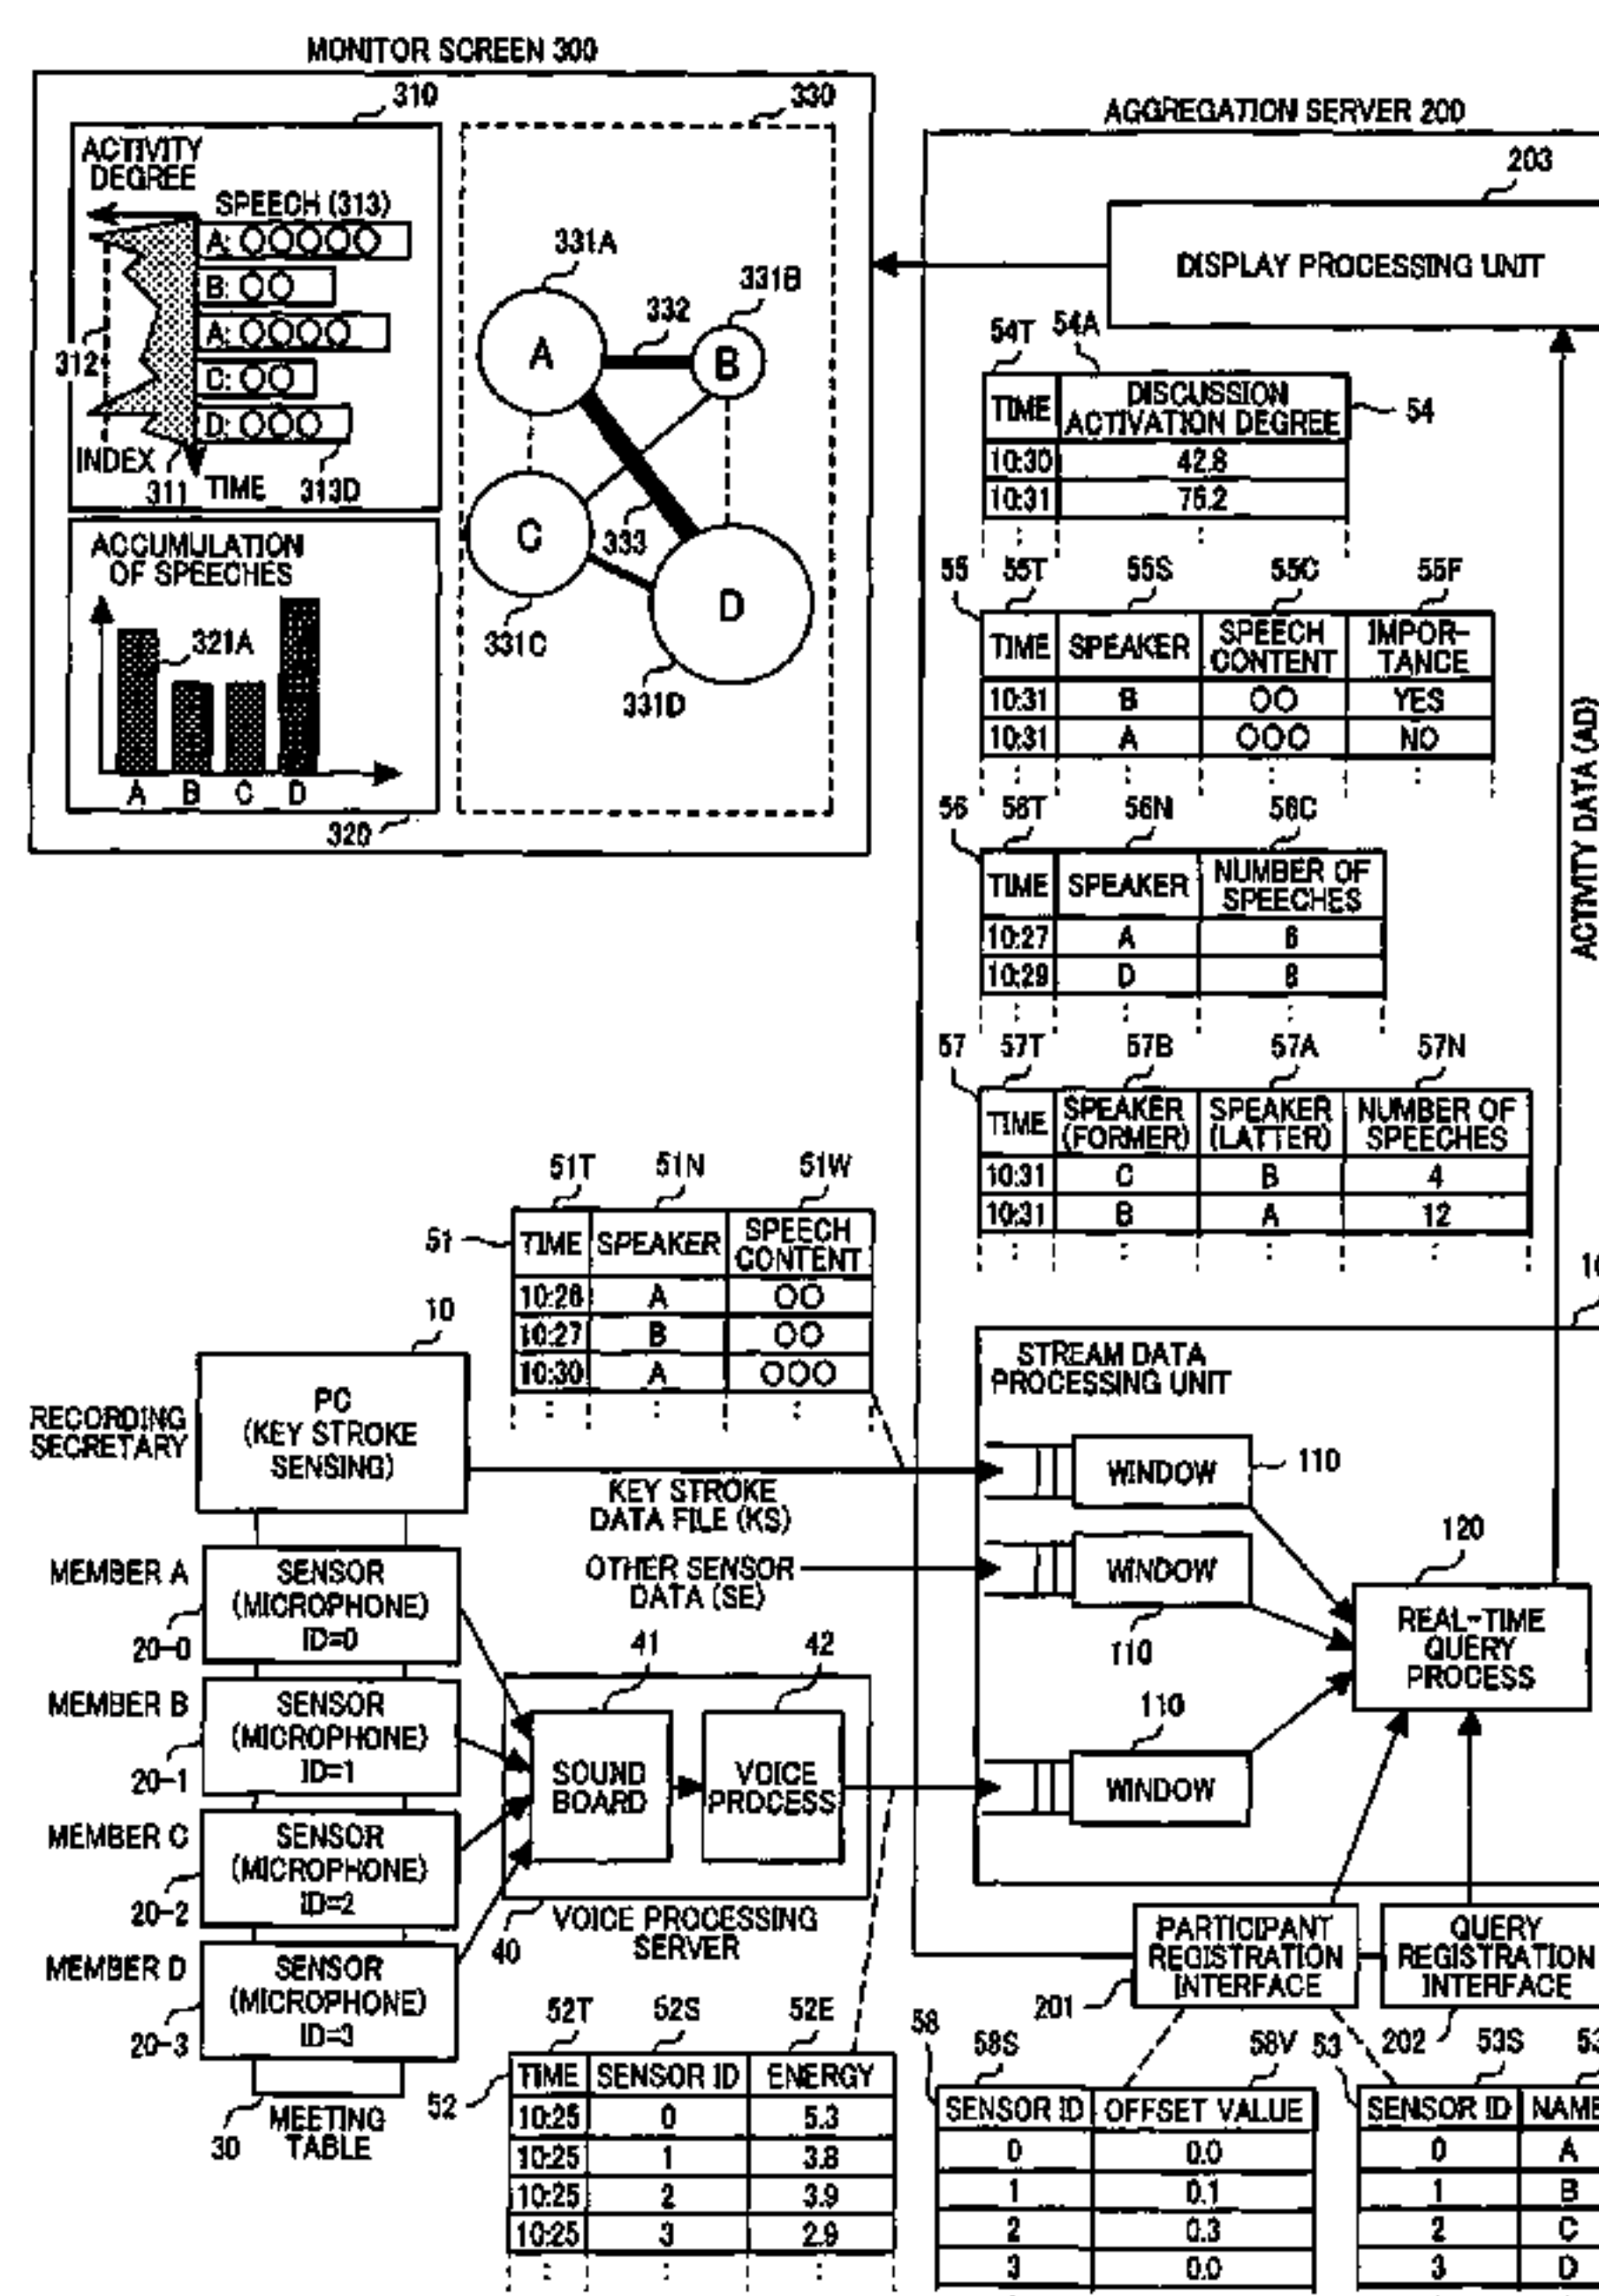 MONITOR SCREEN 300
310
330
ACTIVITY DEGREE
SPEECH (313)
A: ○○○○○
B: ○○
A: ○○○○
C: ○○
D: ○○○
312
INDEX
311
TIME
313D
331A
331B
332
A
B
C
333
D
331C
331D
ACCUMULATION OF SPEECHES
321A
A B C D
320
AGGREGATION SERVER 200
203
DISPLAY PROCESSING UNIT
54T 54A
TIME DISCUSSION ACTIVATION DEGREE
54
10:30 42.8
10:31 75.2
55 55T 55S 55C 55F
TIME SPEAKER SPEECH CONTENT IMPOR-TANCE
10:31 B ○○ YES
10:31 A ○○○ NO
ACTIVITY DATA (AD)
56 56T 56N 56C
TIME SPEAKER NUMBER OF SPEECHES
10:27 A 6
10:29 D 8
57 57T 57B 57A 57N
TIME SPEAKER (FORMER) SPEAKER (LATTER) NUMBER OF SPEECHES
10:31 C B 4
10:31 B A 12
51T 51N 51W
51
TIME SPEAKER SPEECH CONTENT
10:26 A ○○
10:27 B ○○
10:30 A ○○○
10
RECORDING SECRETARY
PC (KEY STROKE SENSING)
KEY STROKE DATA FILE (KS)
OTHER SENSOR DATA (SE)
STREAM DATA PROCESSING UNIT
WINDOW 110
WINDOW
110
110
WINDOW
120
REAL-TIME QUERY PROCESS
MEMBER A
SENSOR (MICROPHONE) ID=0
20-0
MEMBER B
SENSOR (MICROPHONE) ID=1
20-1
MEMBER C
SENSOR (MICROPHONE) ID=2
20-2
MEMBER D
SENSOR (MICROPHONE) ID=3
20-3
30
MEETING TABLE
41 42
SOUND BOARD
VOICE PROCESS
40
VOICE PROCESSING SERVER
PARTICIPANT REGISTRATION INTERFACE
201
QUERY REGISTRATION INTERFACE
202
52T 52S 52E
52
TIME SENSOR ID ENERGY
10:25 0 5.3
10:25 1 3.8
10:25 2 3.9
10:25 3 2.9
58 58S 58V
SENSOR ID OFFSET VALUE
0 0.0
1 0.1
2 0.3
3 0.0
53 53S
SENSOR ID NAME
0 A
1 B
2 C
3 D